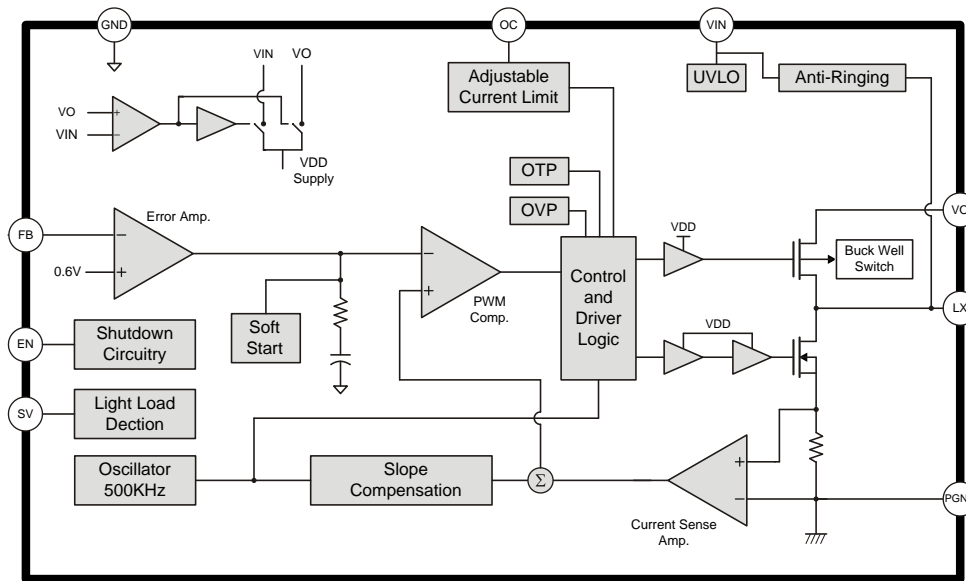 GND
OC
VIN
VIN
VO
Adjustable
Current Limit
UVLO
Anti-Ringing
VO
VIN
VDD
Supply
OTP
OVP
Error Amp.
FB
0.6V
PWM
Comp.
Control
and
Driver
Logic
VDD
VO
Buck Well
Switch
LX
VDD
EN
Shutdown
Circuitry
Soft
Start
SV
Light Load
Dection
Oscillator
500KHz
Slope
Compensation
Σ
Current Sense
Amp.
PGN